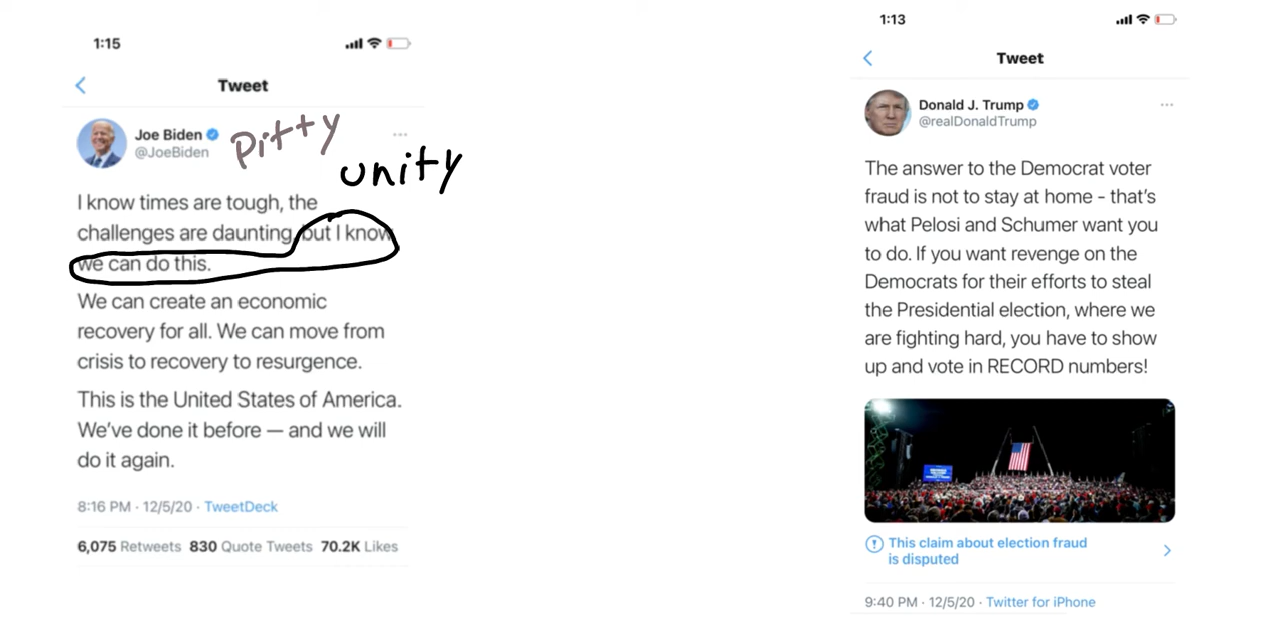 1:15
Tweet
Joe Biden
@JoeBiden
pitty
unity
I know times are tough, the
challenges are daunting, but I know
we can do this.
We can create an economic
recovery for all. We can move from
crisis to recovery to resurgence.
This is the United States of America.
We've done it before — and we will
do it again.
8:16 PM · 12/5/20 · TweetDeck
6,075 Retweets 830 Quote Tweets 70.2K Likes
1:13
Tweet
Donald J. Trump
@realDonaldTrump
The answer to the Democrat voter
fraud is not to stay at home - that's
what Pelosi and Schumer want you
to do. If you want revenge on the
Democrats for their efforts to steal
the Presidential election, where we
are fighting hard, you have to show
up and vote in RECORD numbers!
This claim about election fraud
is disputed
9:40 PM · 12/5/20 · Twitter for iPhone